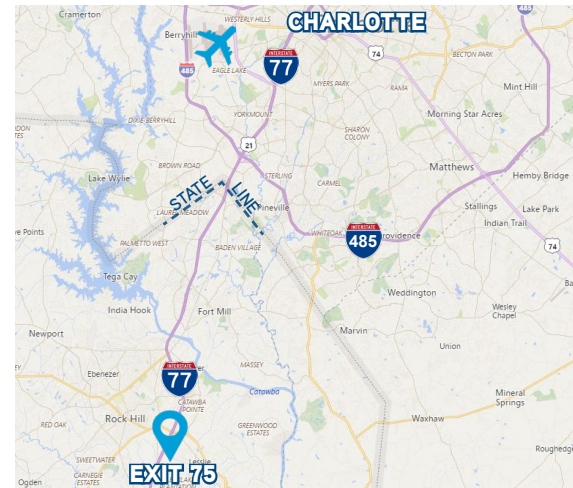 Cramerton
WESTERLY HILLS
CHARLOTTE
485
Berryhill
74
BECTON PARK
EAGLE LAKE
INTERSTATE
77
485
MYERS PARK
RAMA
Mint Hill
DIXIE-BERRYHILL
YORKMOUNT
Morning Star Acres
SHARON
COLONY
21
BROWN ROAD
STERLING
Matthews
Hemby Bridge
Lake Wylie
CARMEL
STATE LINE
Stallings
Lake Park
LAUREL MEADOW
Pineville
Indian Trail
ye Points
PALMETTO WEST
WHITEOAK
INTERSTATE
485
Providence
74
BADEN VILLAGE
Tega Cay
Weddington
India Hook
Fort Mill
Wesley
Chapel
Newport
Marvin
Union
MASSEY
Ebenezer
INTERSTATE
77
Catawba
Mineral
Springs
SWEETWATER
CATAWBA
POINTE
Rock Hill
Waxhaw
RED OAK
GREENWOOD
ESTATES
Roughedg
Lesslie
CARNEGIE
ESTATES
EXIT 75
Ogden